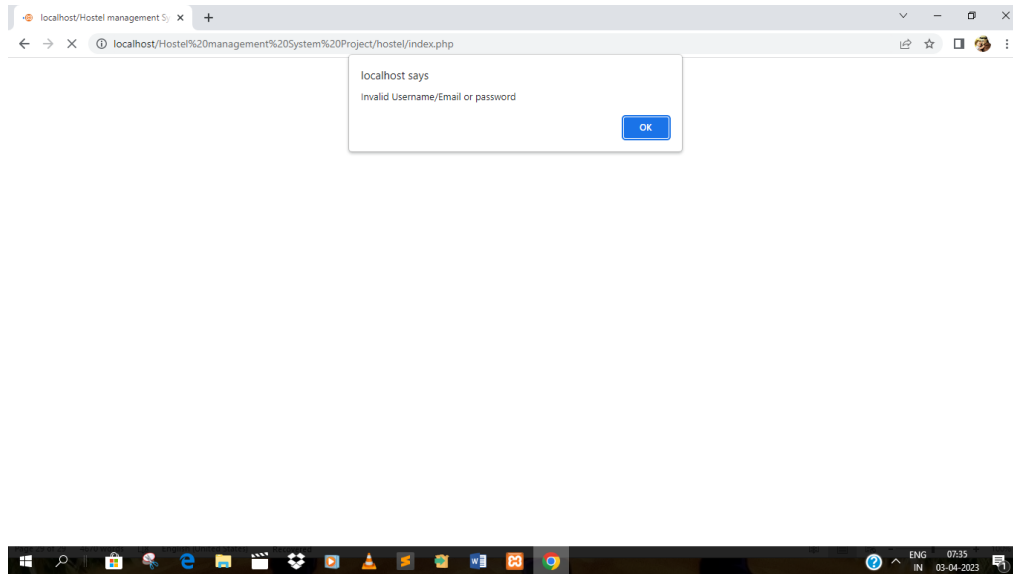 localhost/Hostel management Sy
localhost/Hostel%20management%20System%20Project/hostel/index.php
localhost says
Invalid Username/Email or password
OK
ENG
IN
07:35
03-04-2023